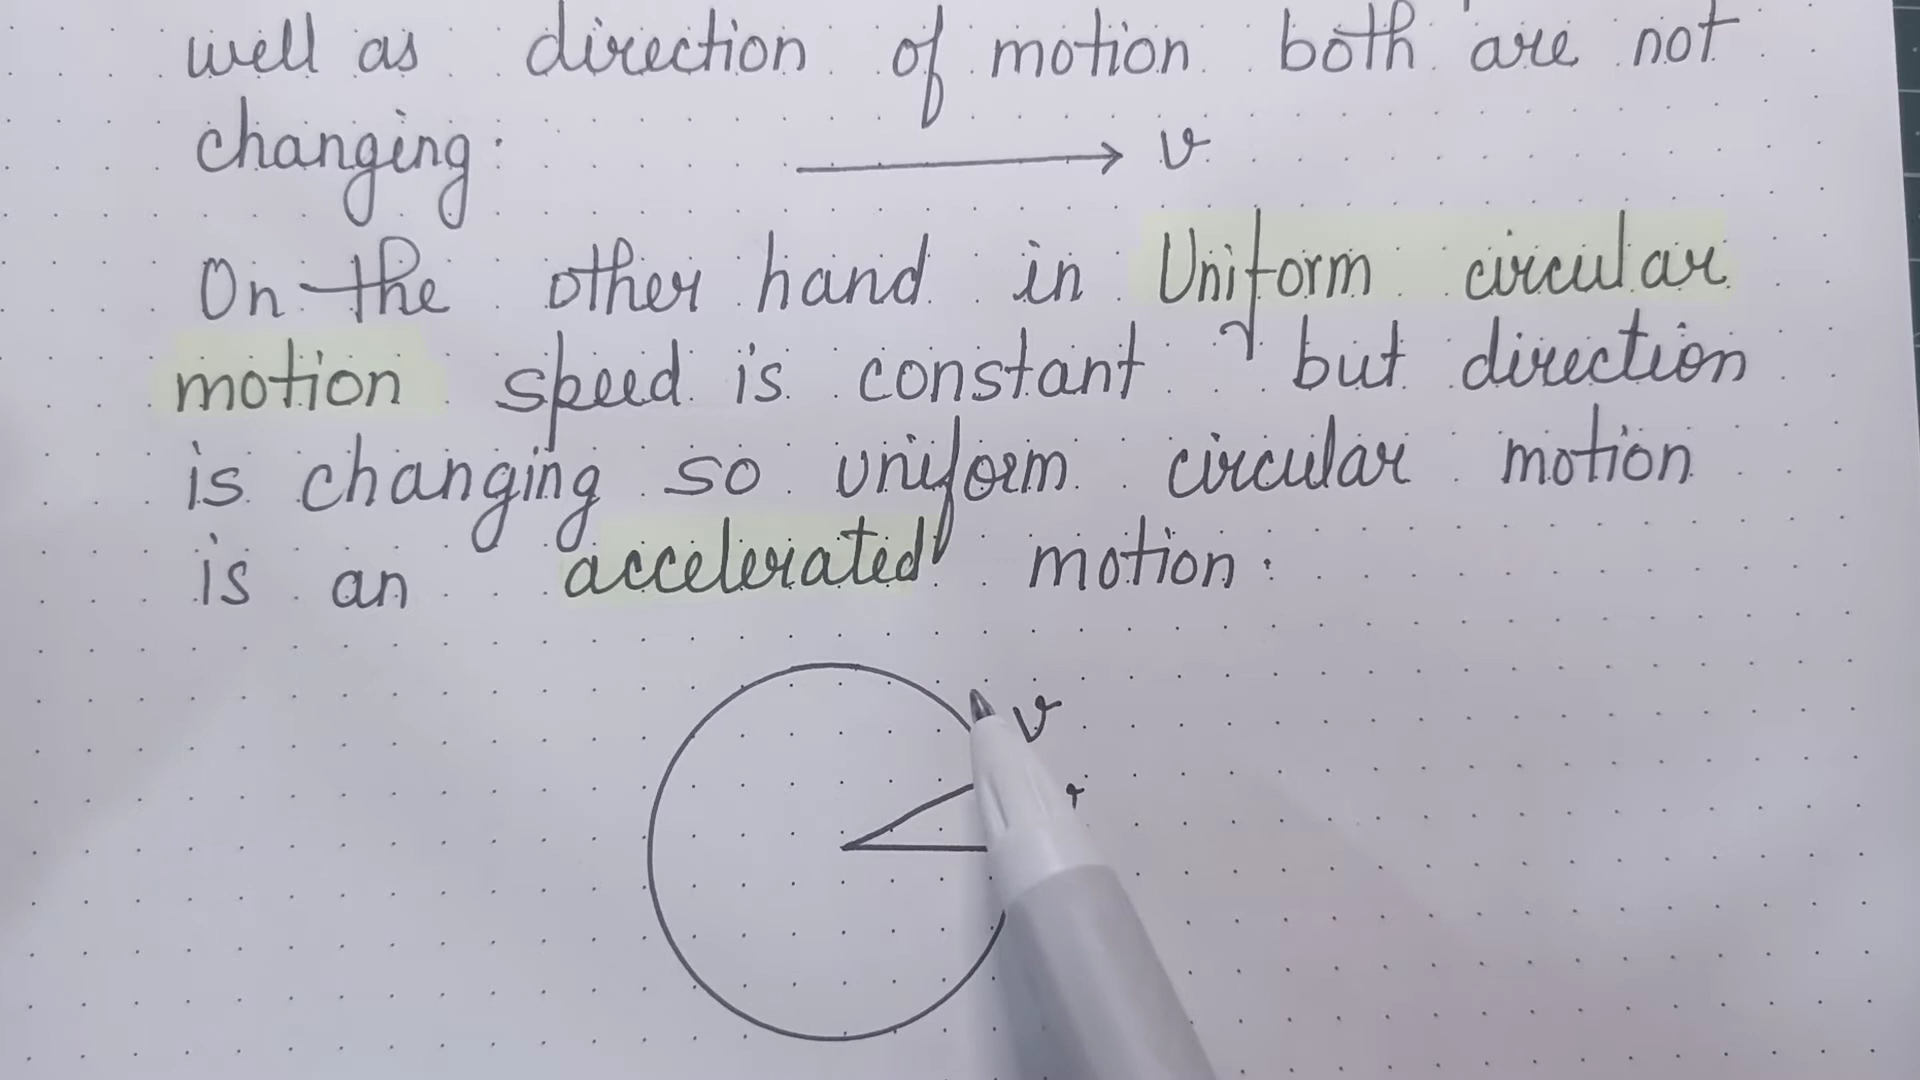 well as direction of motion both are not
changing.
v
On the other hand in Uniform circular
motion speed is constant, but direction
is changing so uniform circular motion
is an accelerated motion.
v